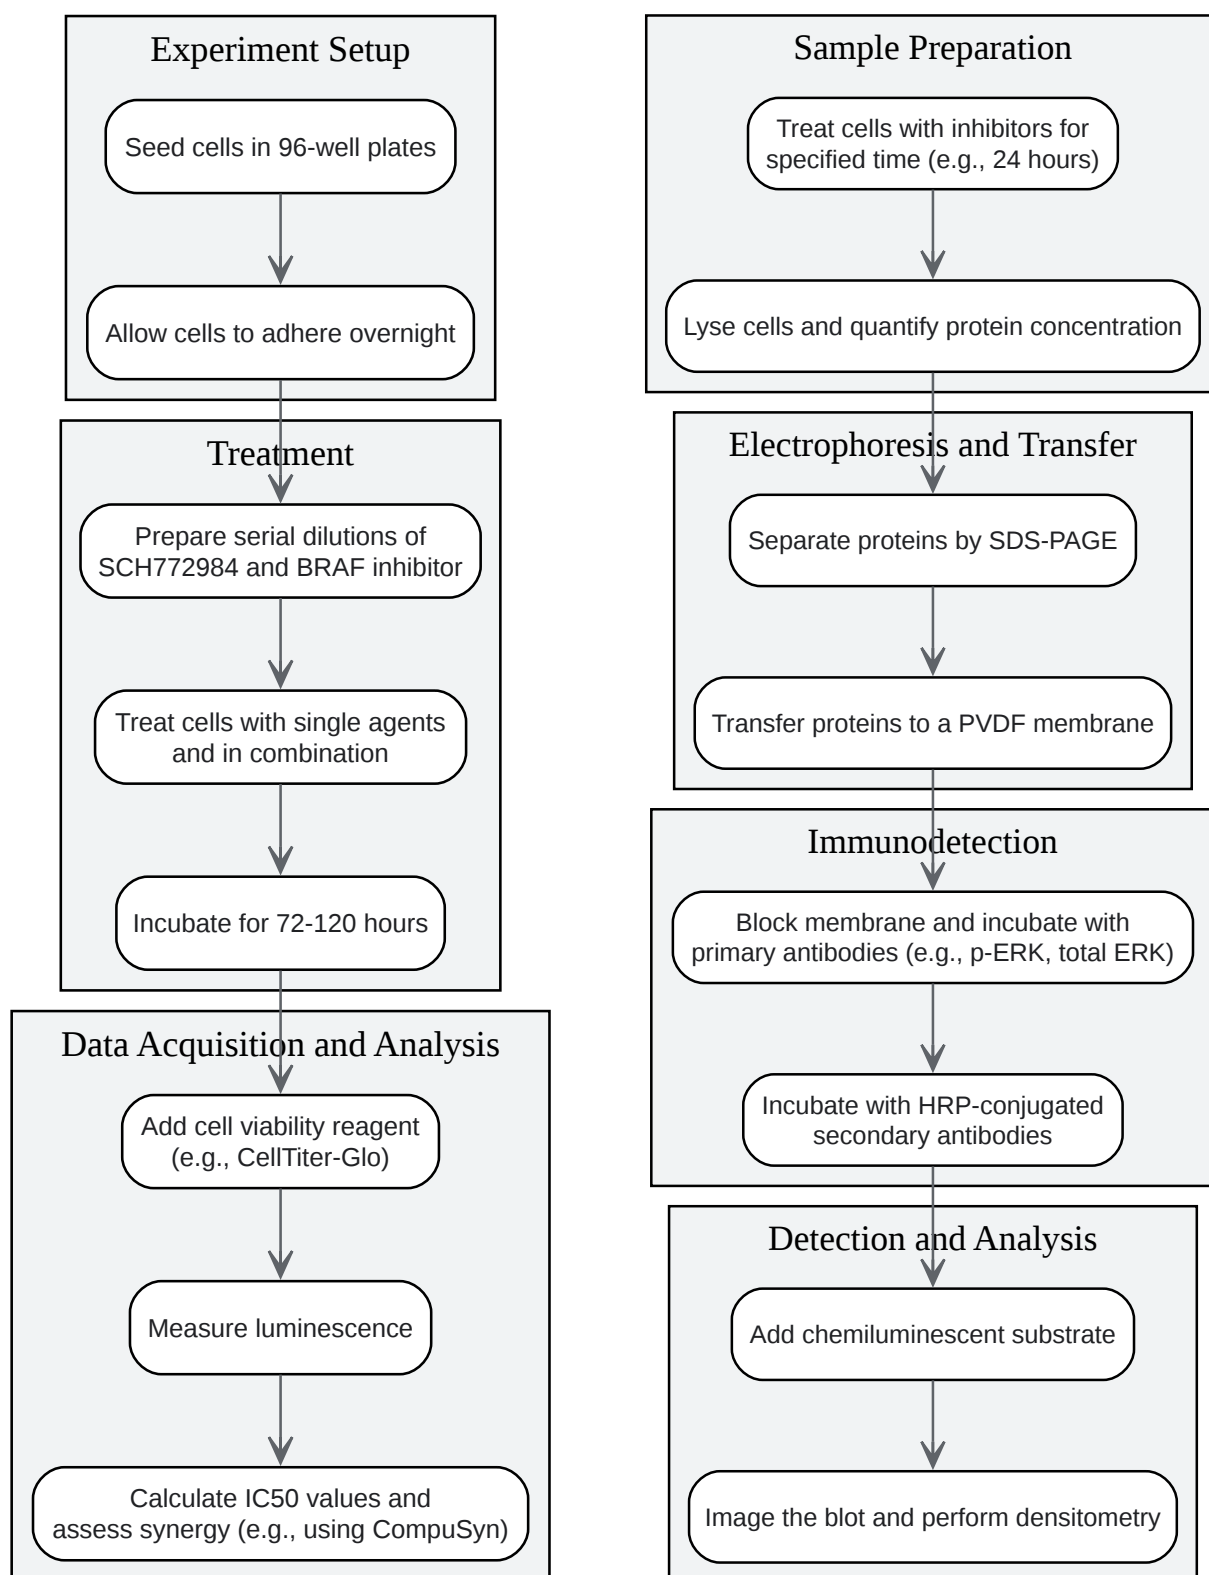 Experiment Setup
Seed cells in 96-well plates
Allow cells to adhere overnight
Treatment
Prepare serial dilutions of
SCH772984 and BRAF inhibitor
Treat cells with single agents
and in combination
Incubate for 72-120 hours
Data Acquisition and Analysis
Add cell viability reagent
(e.g., CellTiter-Glo)
Measure luminescence
Calculate IC50 values and
assess synergy (e.g., using CompuSyn)
Sample Preparation
Treat cells with inhibitors for
specified time (e.g., 24 hours)
Lyse cells and quantify protein concentration
Electrophoresis and Transfer
Separate proteins by SDS-PAGE
Transfer proteins to a PVDF membrane
Immunodetection
Block membrane and incubate with
primary antibodies (e.g., p-ERK, total ERK)
Incubate with HRP-conjugated
secondary antibodies
Detection and Analysis
Add chemiluminescent substrate
Image the blot and perform densitometry